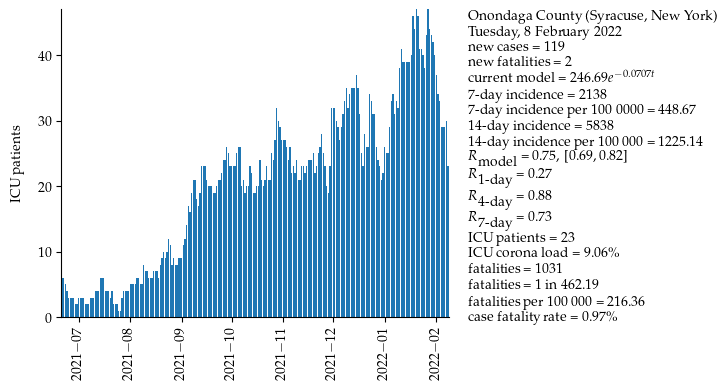 Onondaga County (Syracuse, New York)
Tuesday, 8 February 2022
new cases = 119
new fatalities = 2
current model = 246.69e^{−0.0707t}
7-day incidence = 2138
7-day incidence per 100 0000 = 448.67
14-day incidence = 5838
14-day incidence per 100 000 = 1225.14
R_model = 0.75, [0.69, 0.82]
R_1-day = 0.27
R_4-day = 0.88
R_7-day = 0.73
ICU patients = 23
ICU corona load = 9.06%
fatalities = 1031
fatalities = 1 in 462.19
fatalities per 100 000 = 216.36
case fatality rate = 0.97%
ICU patients
40
30
20
10
0
2021−07
2021−08
2021−09
2021−10
2021−11
2021−12
2022−01
2022−02